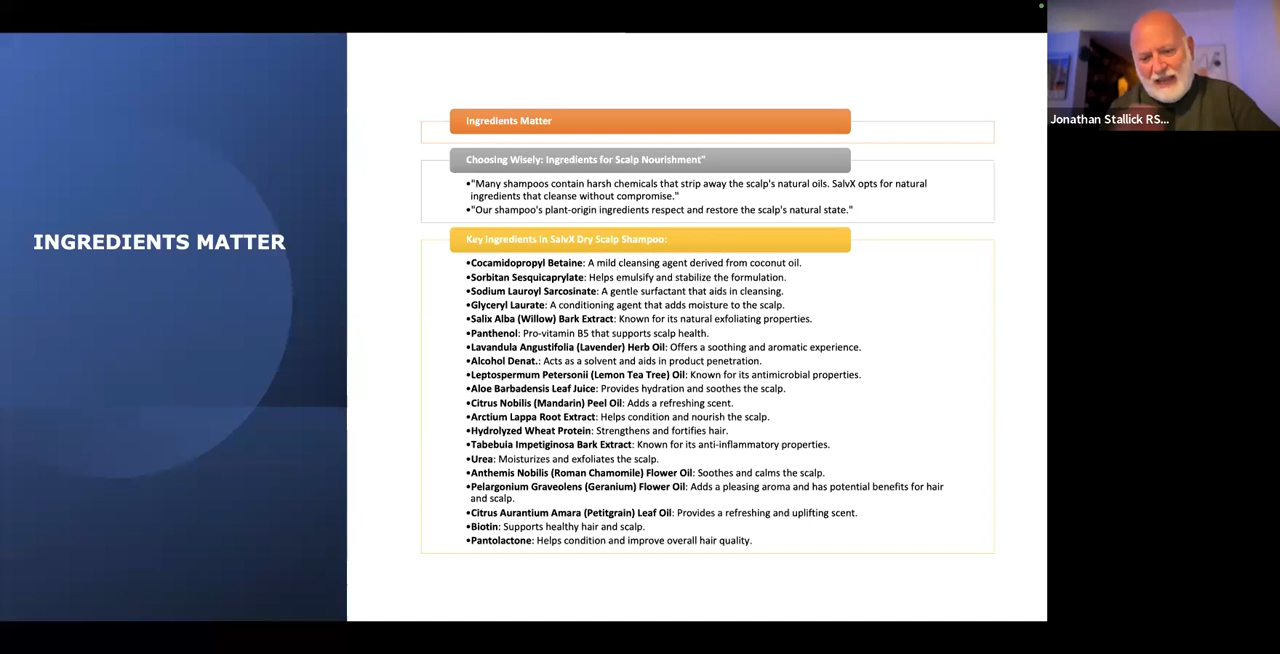 INGREDIENTS MATTER
Ingredients Matter
Choosing Wisely: Ingredients for Scalp Nourishment"
•"Many shampoos contain harsh chemicals that strip away the scalp's natural oils. SalvX opts for natural
ingredients that cleanse without compromise."
•"Our shampoo's plant-origin ingredients respect and restore the scalp's natural state."
Key Ingredients in SalvX Dry Scalp Shampoo:
•Cocamidopropyl Betaine: A mild cleansing agent derived from coconut oil.
•Sorbitan Sesquicaprylate: Helps emulsify and stabilize the formulation.
•Sodium Lauroyl Sarcosinate: A gentle surfactant that aids in cleansing.
•Glyceryl Laurate: A conditioning agent that adds moisture to the scalp.
•Salix Alba (Willow) Bark Extract: Known for its natural exfoliating properties.
•Panthenol: Pro-vitamin B5 that supports scalp health.
•Lavandula Angustifolia (Lavender) Herb Oil: Offers a soothing and aromatic experience.
•Alcohol Denat.: Acts as a solvent and aids in product penetration.
•Leptospermum Petersonii (Lemon Tea Tree) Oil: Known for its antimicrobial properties.
•Aloe Barbadensis Leaf Juice: Provides hydration and soothes the scalp.
•Citrus Nobilis (Mandarin) Peel Oil: Adds a refreshing scent.
•Arctium Lappa Root Extract: Helps condition and nourish the scalp.
•Hydrolyzed Wheat Protein: Strengthens and fortifies hair.
•Tabebuia Impetiginosa Bark Extract: Known for its anti-inflammatory properties.
•Urea: Moisturizes and exfoliates the scalp.
•Anthemis Nobilis (Roman Chamomile) Flower Oil: Soothes and calms the scalp.
•Pelargonium Graveolens (Geranium) Flower Oil: Adds a pleasing aroma and has potential benefits for hair
and scalp.
•Citrus Aurantium Amara (Petitgrain) Leaf Oil: Provides a refreshing and uplifting scent.
•Biotin: Supports healthy hair and scalp.
•Pantolactone: Helps condition and improve overall hair quality.
Jonathan Stallick RS...